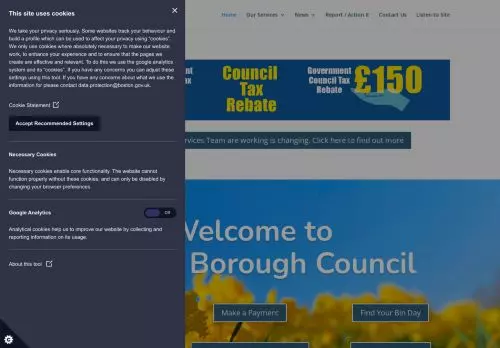 This site uses cookies
We take your privacy seriously. Some websites track your behaviour and
build a profile which can be used to affect your privacy using "cookies".
We only use cookies where absolutely necessary to make our website
work, to enhance your experience and to ensure that the pages we
create are effective and relevant. To do this we use the google analytics
system and its "cookies". If you have any concerns you can adjust these
settings using this tool. If you have any concerns about what we use the
information for please contact data.protection@boston.gov.uk.
Cookie Statement
Accept Recommended Settings
Necessary Cookies
Necessary cookies enable core functionality. The website cannot
function properly without these cookies, and can only be disabled by
changing your browser preferences.
Google Analytics
Off
Analytical cookies help us to improve our website by collecting and
reporting information on its usage.
About this tool
Home Our Services News Report / Action it Contact Us Listen to Site
Council
Tax
Rebate
Government
Council Tax
Rebate
£150
ervices Team are working is changing. Click here to find out more
Welcome to
Borough Council
Make a Payment
Find Your Bin Day